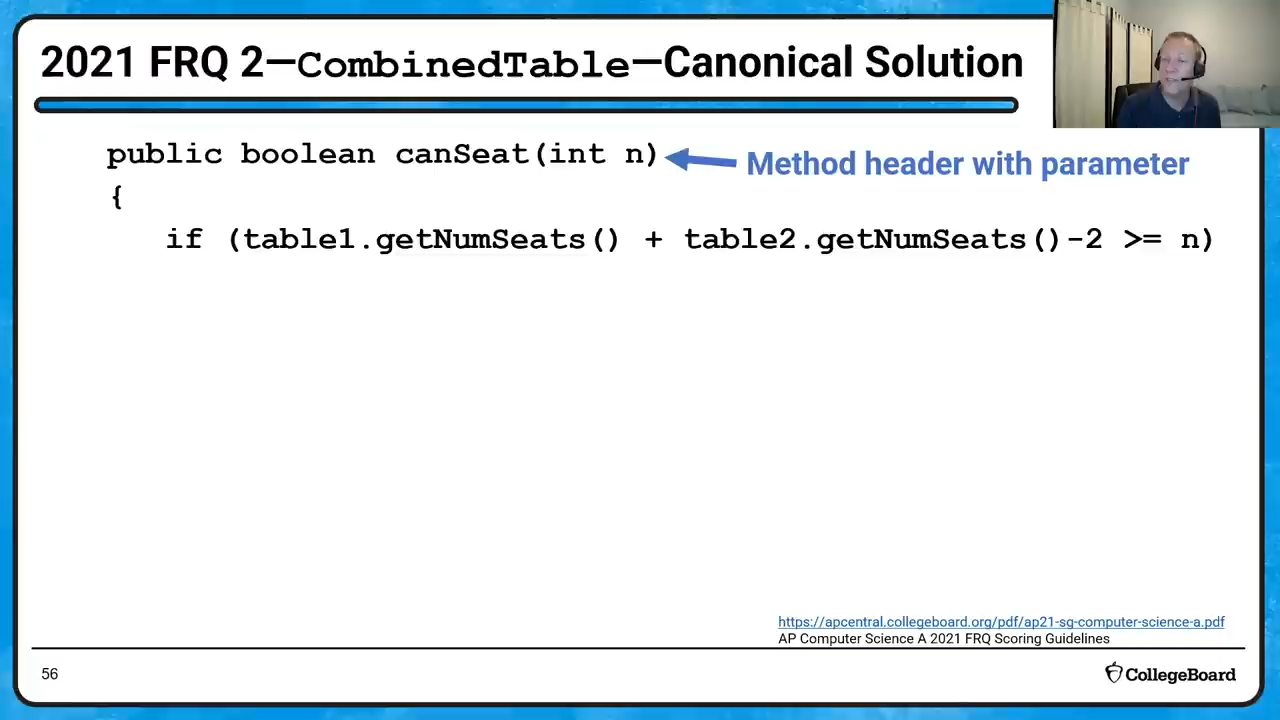 2021 FRQ 2—CombinedTable—Canonical Solution
public boolean canSeat(int n)
Method header with parameter
{
if (table1.getNumSeats() + table2.getNumSeats()-2 >= n)
https://apcentral.collegeboard.org/pdf/ap21-sg-computer-science-a.pdf
AP Computer Science A 2021 FRQ Scoring Guidelines
56
CollegeBoard